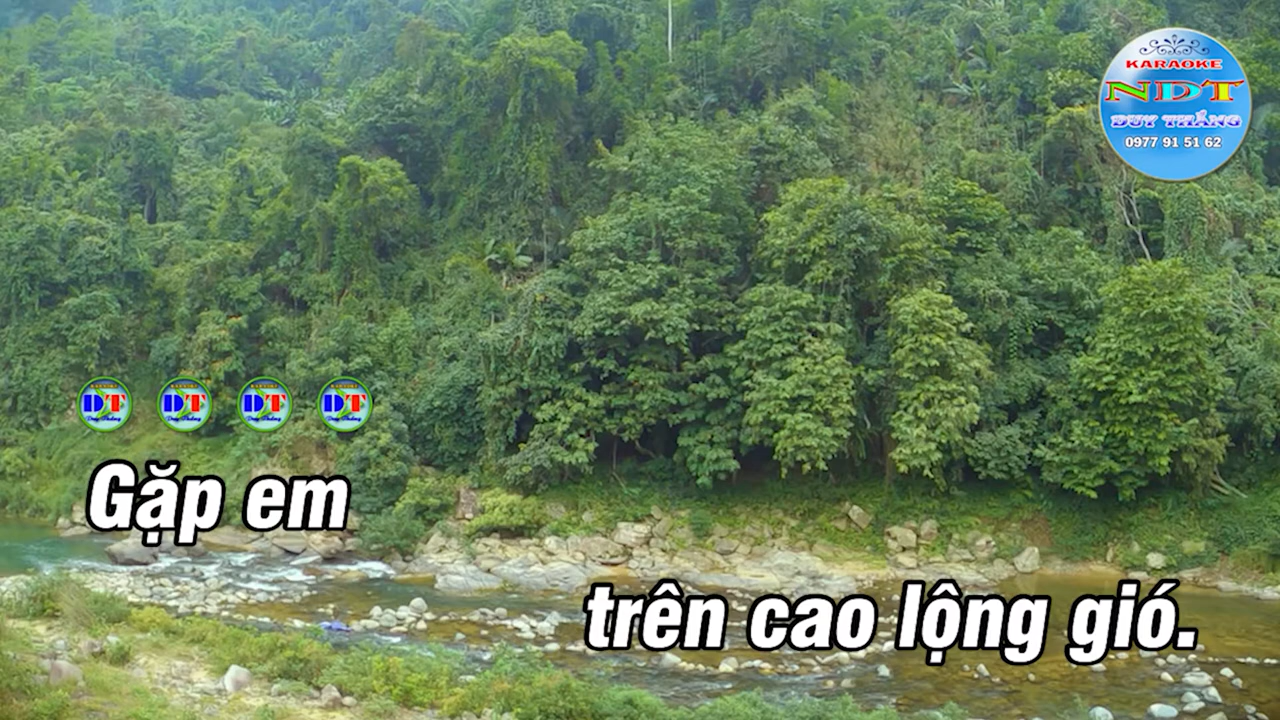 KARAOKE
NDT
DUY THẮNG
0977 91 51 62
DT DT DT DT
Gặp em
trên cao lộng gió.